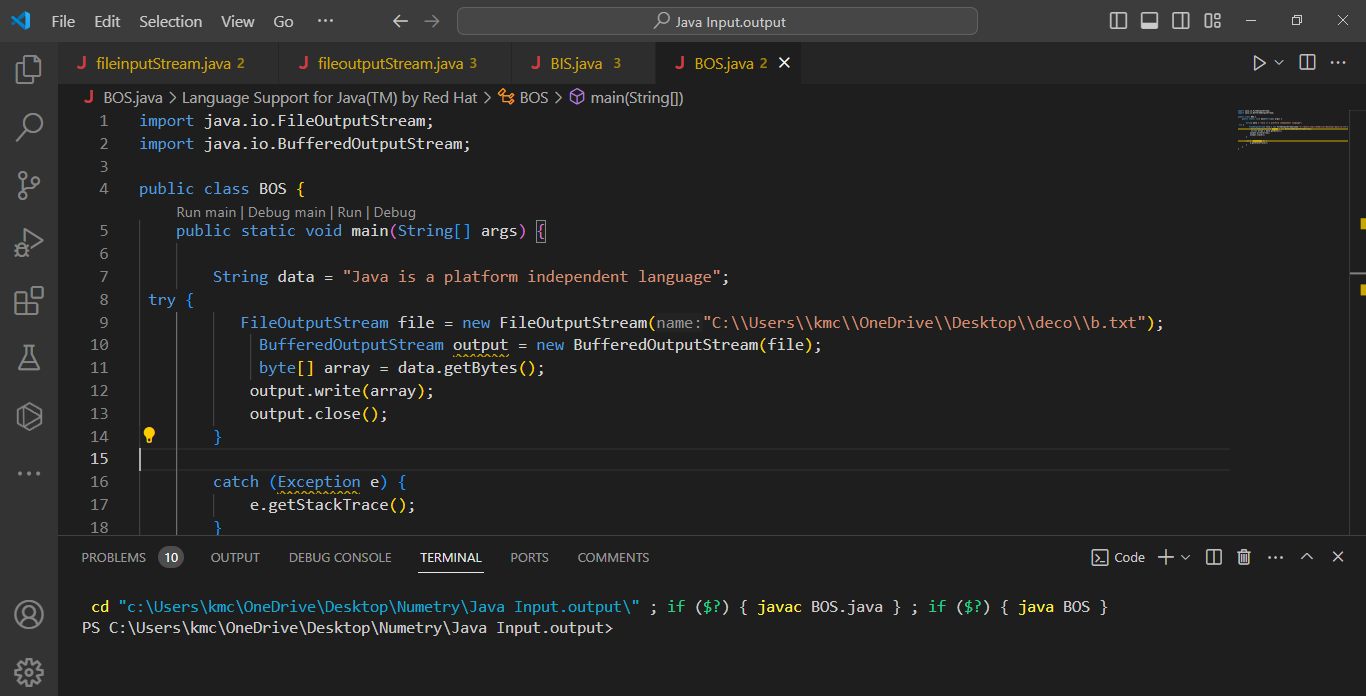 File Edit Selection View Go ··· Java Input.output
J fileinputStream.java 2 J fileoutputStream.java 3 J BIS.java 3 J BOS.java 2
J BOS.java > Language Support for Java(TM) by Red Hat > BOS > main(String[])
1 import java.io.FileOutputStream;
2 import java.io.BufferedOutputStream;
3
4 public class BOS {
Run main | Debug main | Run | Debug
5 public static void main(String[] args) {
6
7 String data = "Java is a platform independent language";
8 try {
9 FileOutputStream file = new FileOutputStream(name:"C:\\Users\\kmc\\OneDrive\\Desktop\\deco\\b.txt");
10 BufferedOutputStream output = new BufferedOutputStream(file);
11 byte[] array = data.getBytes();
12 output.write(array);
13 output.close();
14 }
15
16 catch (Exception e) {
17 e.getStackTrace();
18 }
PROBLEMS 10 OUTPUT DEBUG CONSOLE TERMINAL PORTS COMMENTS Code
cd "c:\Users\kmc\OneDrive\Desktop\Numetry\Java Input.output\" ; if ($?) { javac BOS.java } ; if ($?) { java BOS }
PS C:\Users\kmc\OneDrive\Desktop\Numetry\Java Input.output>